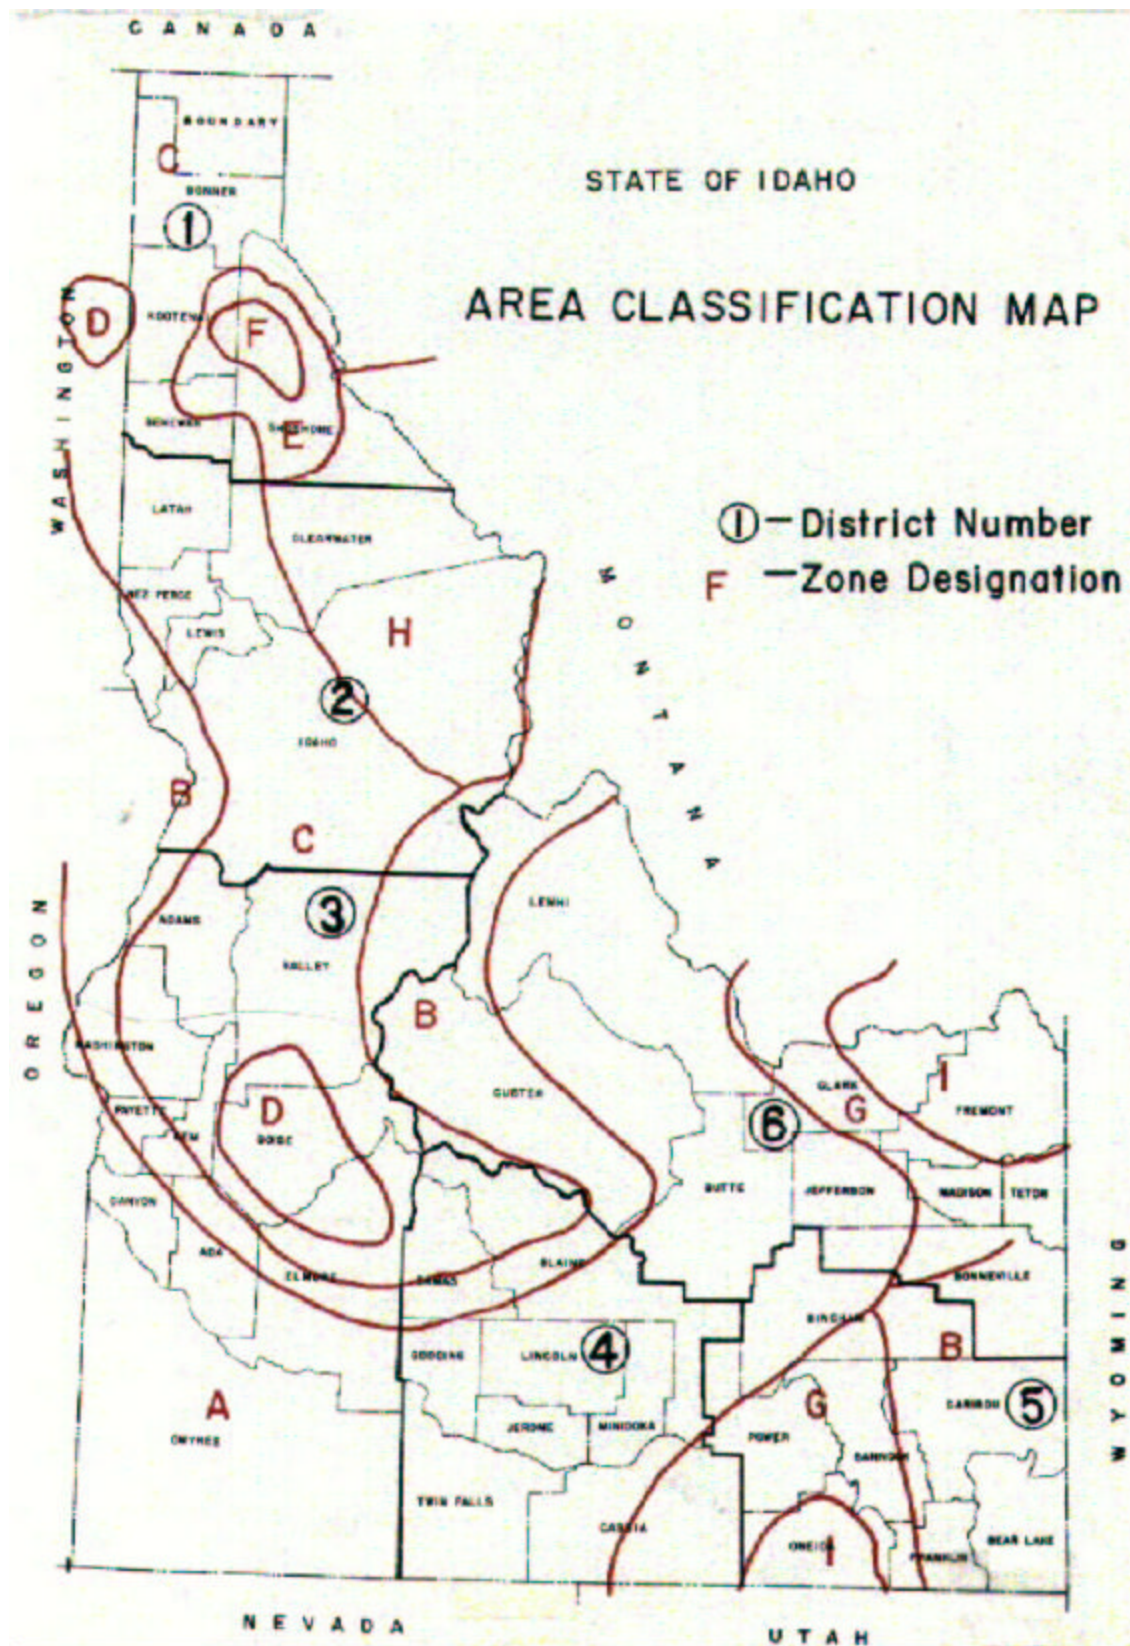 CANADA
BOUNDARY
C
BONNER
STATE OF IDAHO
1
AREA CLASSIFICATION MAP
WASHINGTON
D
KOOTENAI
F
BENEWAH
SHOSHONE
E
LATAH
1 — District Number
CLEARWATER
F — Zone Designation
NEZ PERCE
LEWIS
H
MONTANA
2
IDAHO
B
C
3
LEMHI
ADAMS
OREGON
VALLEY
B
WASHINGTON
CLARK
I
CUSTER
G
PAYETTE
D
FREMONT
GEM
BOISE
6
CANYON
BUTTE
JEFFERSON
MADISON
TETON
ADA
ELMORE
CAMAS
BLAINE
BONNEVILLE
WYOMING
BINGHAM
GOODING
LINCOLN
4
B
A
G
CARIBOU
5
OWYHEE
JEROME
MINIDOKA
POWER
BANNOCK
TWIN FALLS
CASSIA
ONEIDA
I
FRANKLIN
BEAR LAKE
NEVADA
UTAH